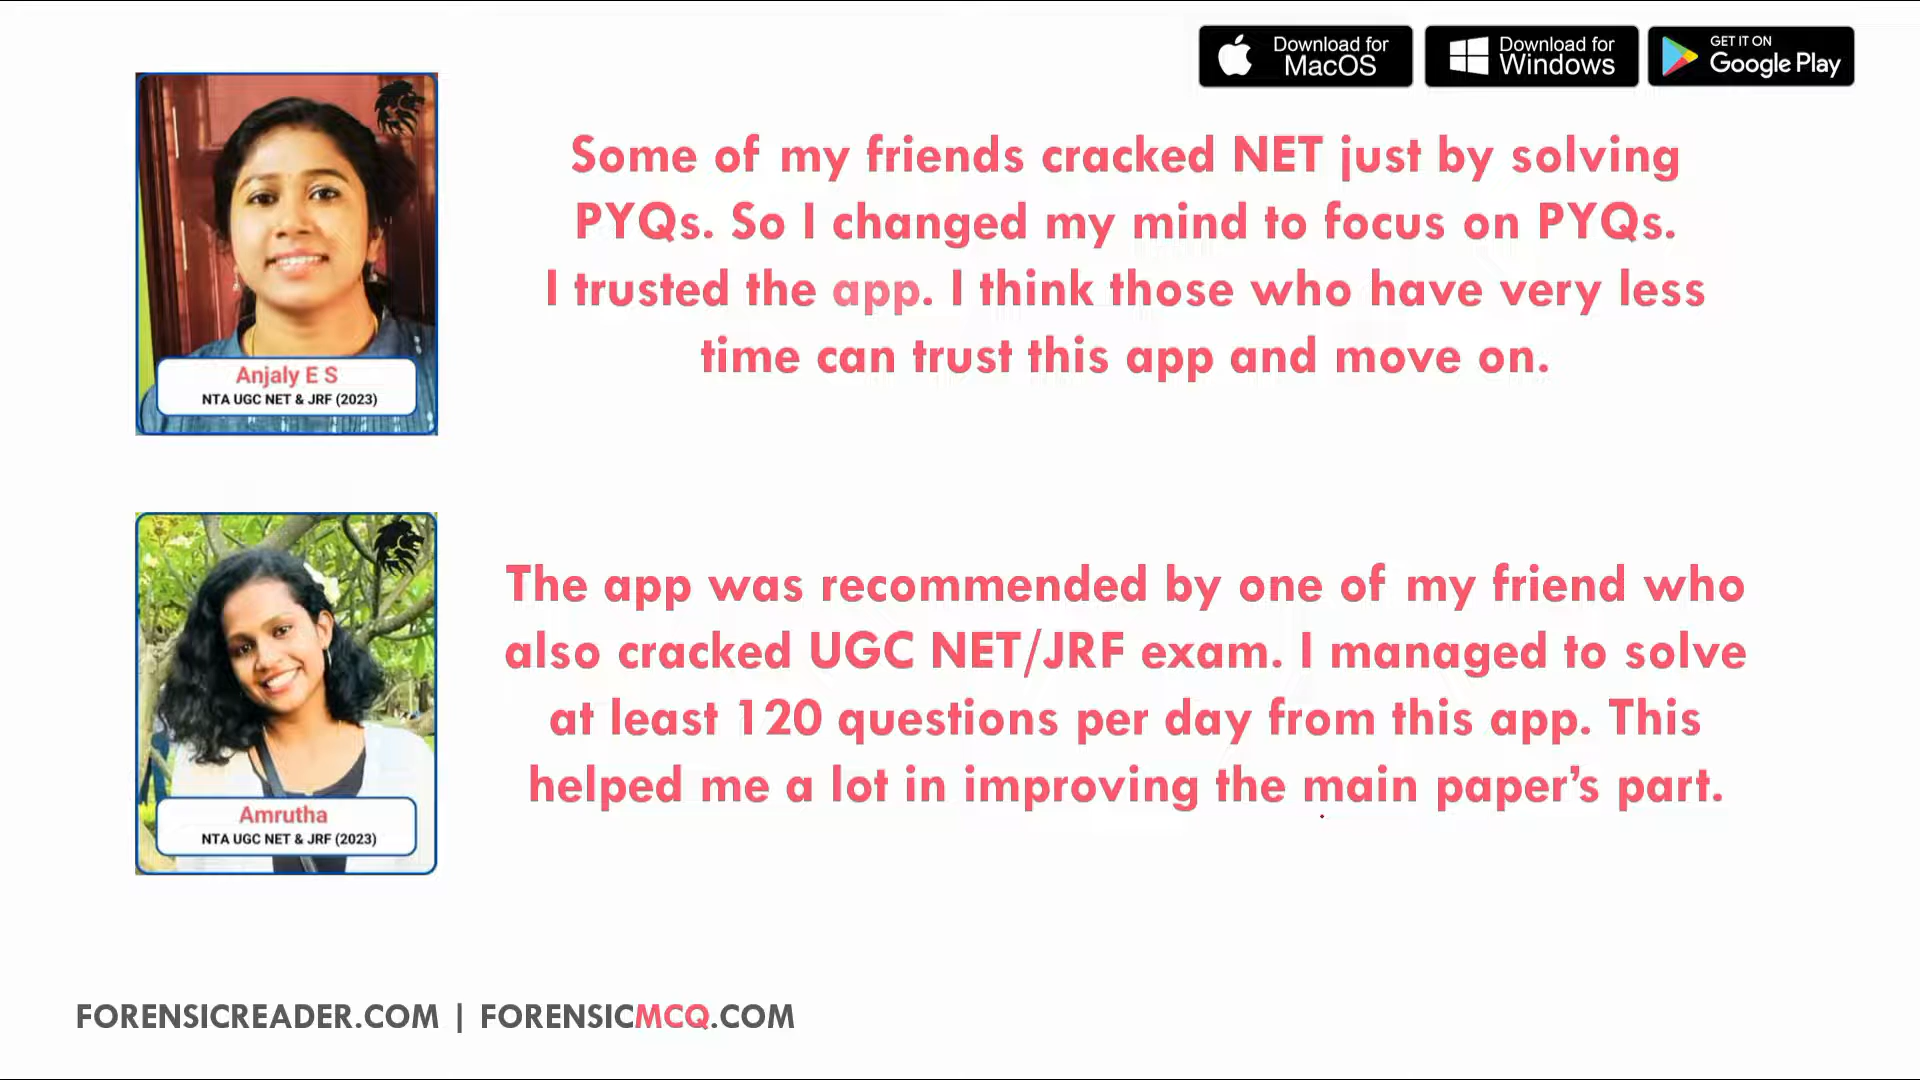 Download for
MacOS
Download for
Windows
GET IT ON
Google Play
Some of my friends cracked NET just by solving
PYQs. So I changed my mind to focus on PYQs.
I trusted the app. I think those who have very less
time can trust this app and move on.
Anjaly E S
NTA UGC NET & JRF (2023)
The app was recommended by one of my friend who
also cracked UGC NET/JRF exam. I managed to solve
at least 120 questions per day from this app. This
helped me a lot in improving the main paper’s part.
Amrutha
NTA UGC NET & JRF (2023)
FORENSICREADER.COM | FORENSICMCQ.COM